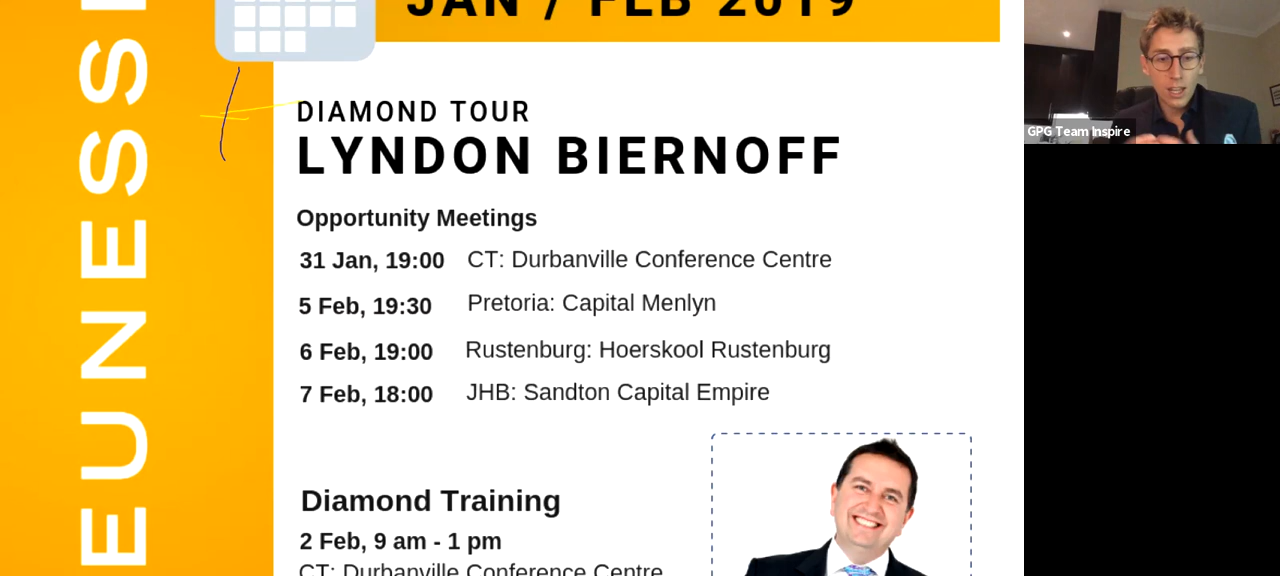 JAN / FEB 2019
EUNESS
DIAMOND TOUR
LYNDON BIERNOFF
Opportunity Meetings
31 Jan, 19:00 CT: Durbanville Conference Centre
5 Feb, 19:30 Pretoria: Capital Menlyn
6 Feb, 19:00 Rustenburg: Hoerskool Rustenburg
7 Feb, 18:00 JHB: Sandton Capital Empire
Diamond Training
2 Feb, 9 am - 1 pm
CT: Durbanville Conference Centre
GPG Team Inspire